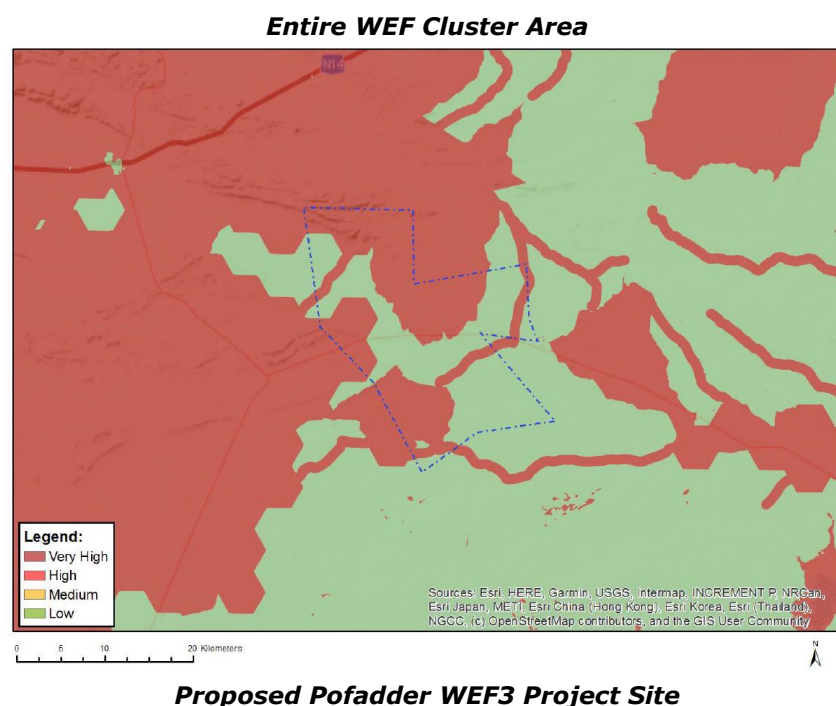 Entire WEF Cluster Area
N14
Legend:
Very High
High
Medium
Low
Sources: Esri, HERE, Garmin, USGS, Intermap, INCREMENT P, NRCan,
Esri Japan, METI, Esri China (Hong Kong), Esri Korea, Esri (Thailand),
NGCC, (c) OpenStreetMap contributors, and the GIS User Community
0 5 10 20 Kilometers
N
Proposed Pofadder WEF3 Project Site